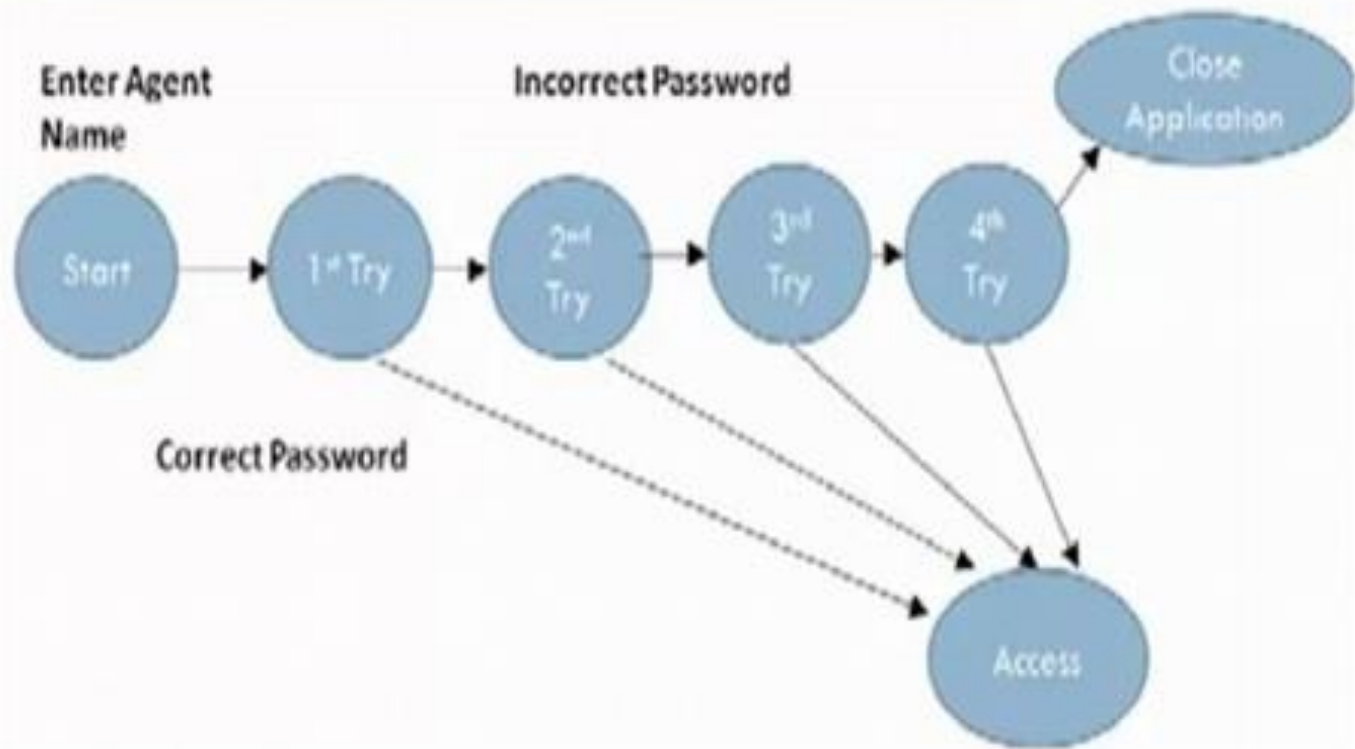 Enter Agent
Name
Incorrect Password
Close
Application
Start
1st Try
2nd
Try
3rd
Try
4th
Try
Correct Password
Access